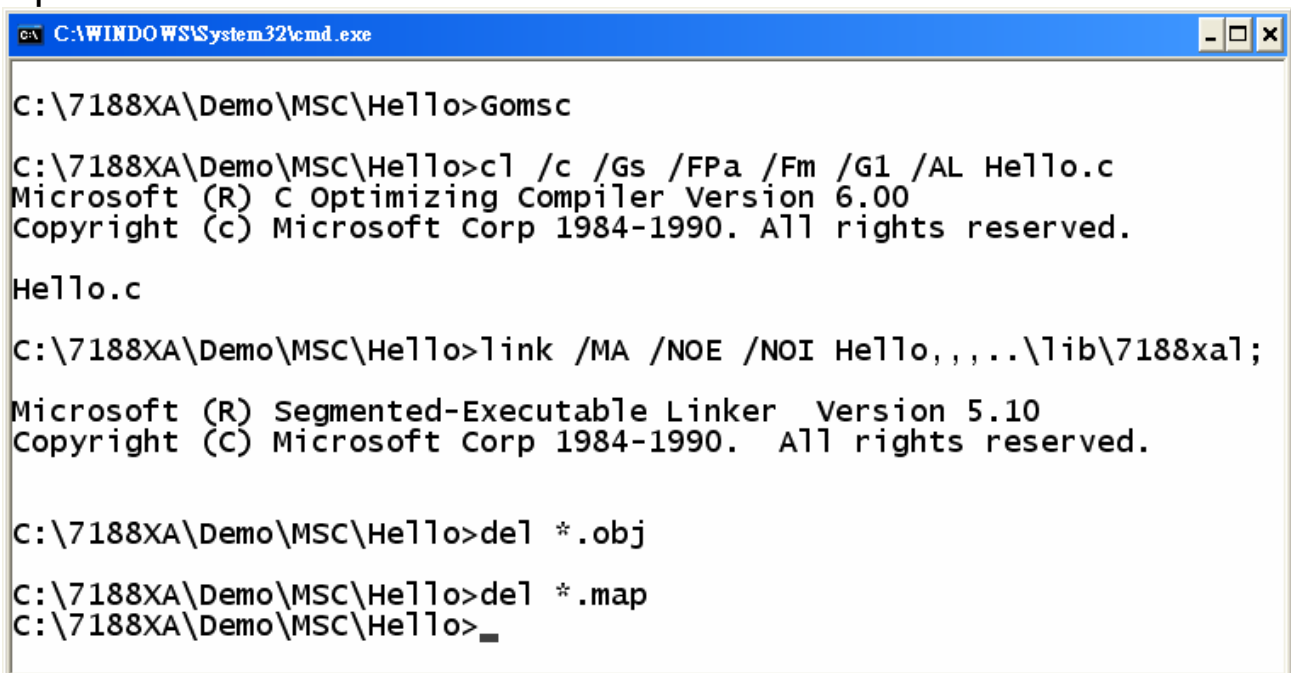 C:\WINDOWS\System32\cmd.exe
C:\7188XA\Demo\MSC\Hello>Gomsc
C:\7188XA\Demo\MSC\Hello>cl /c /Gs /FPa /Fm /G1 /AL Hello.c
Microsoft (R) C Optimizing Compiler Version 6.00
Copyright (c) Microsoft Corp 1984-1990. All rights reserved.
Hello.c
C:\7188XA\Demo\MSC\Hello>link /MA /NOE /NOI Hello,,,..\lib\7188xal;
Microsoft (R) Segmented-Executable Linker  Version 5.10
Copyright (C) Microsoft Corp 1984-1990.  All rights reserved.
C:\7188XA\Demo\MSC\Hello>del *.obj
C:\7188XA\Demo\MSC\Hello>del *.map
C:\7188XA\Demo\MSC\Hello>_